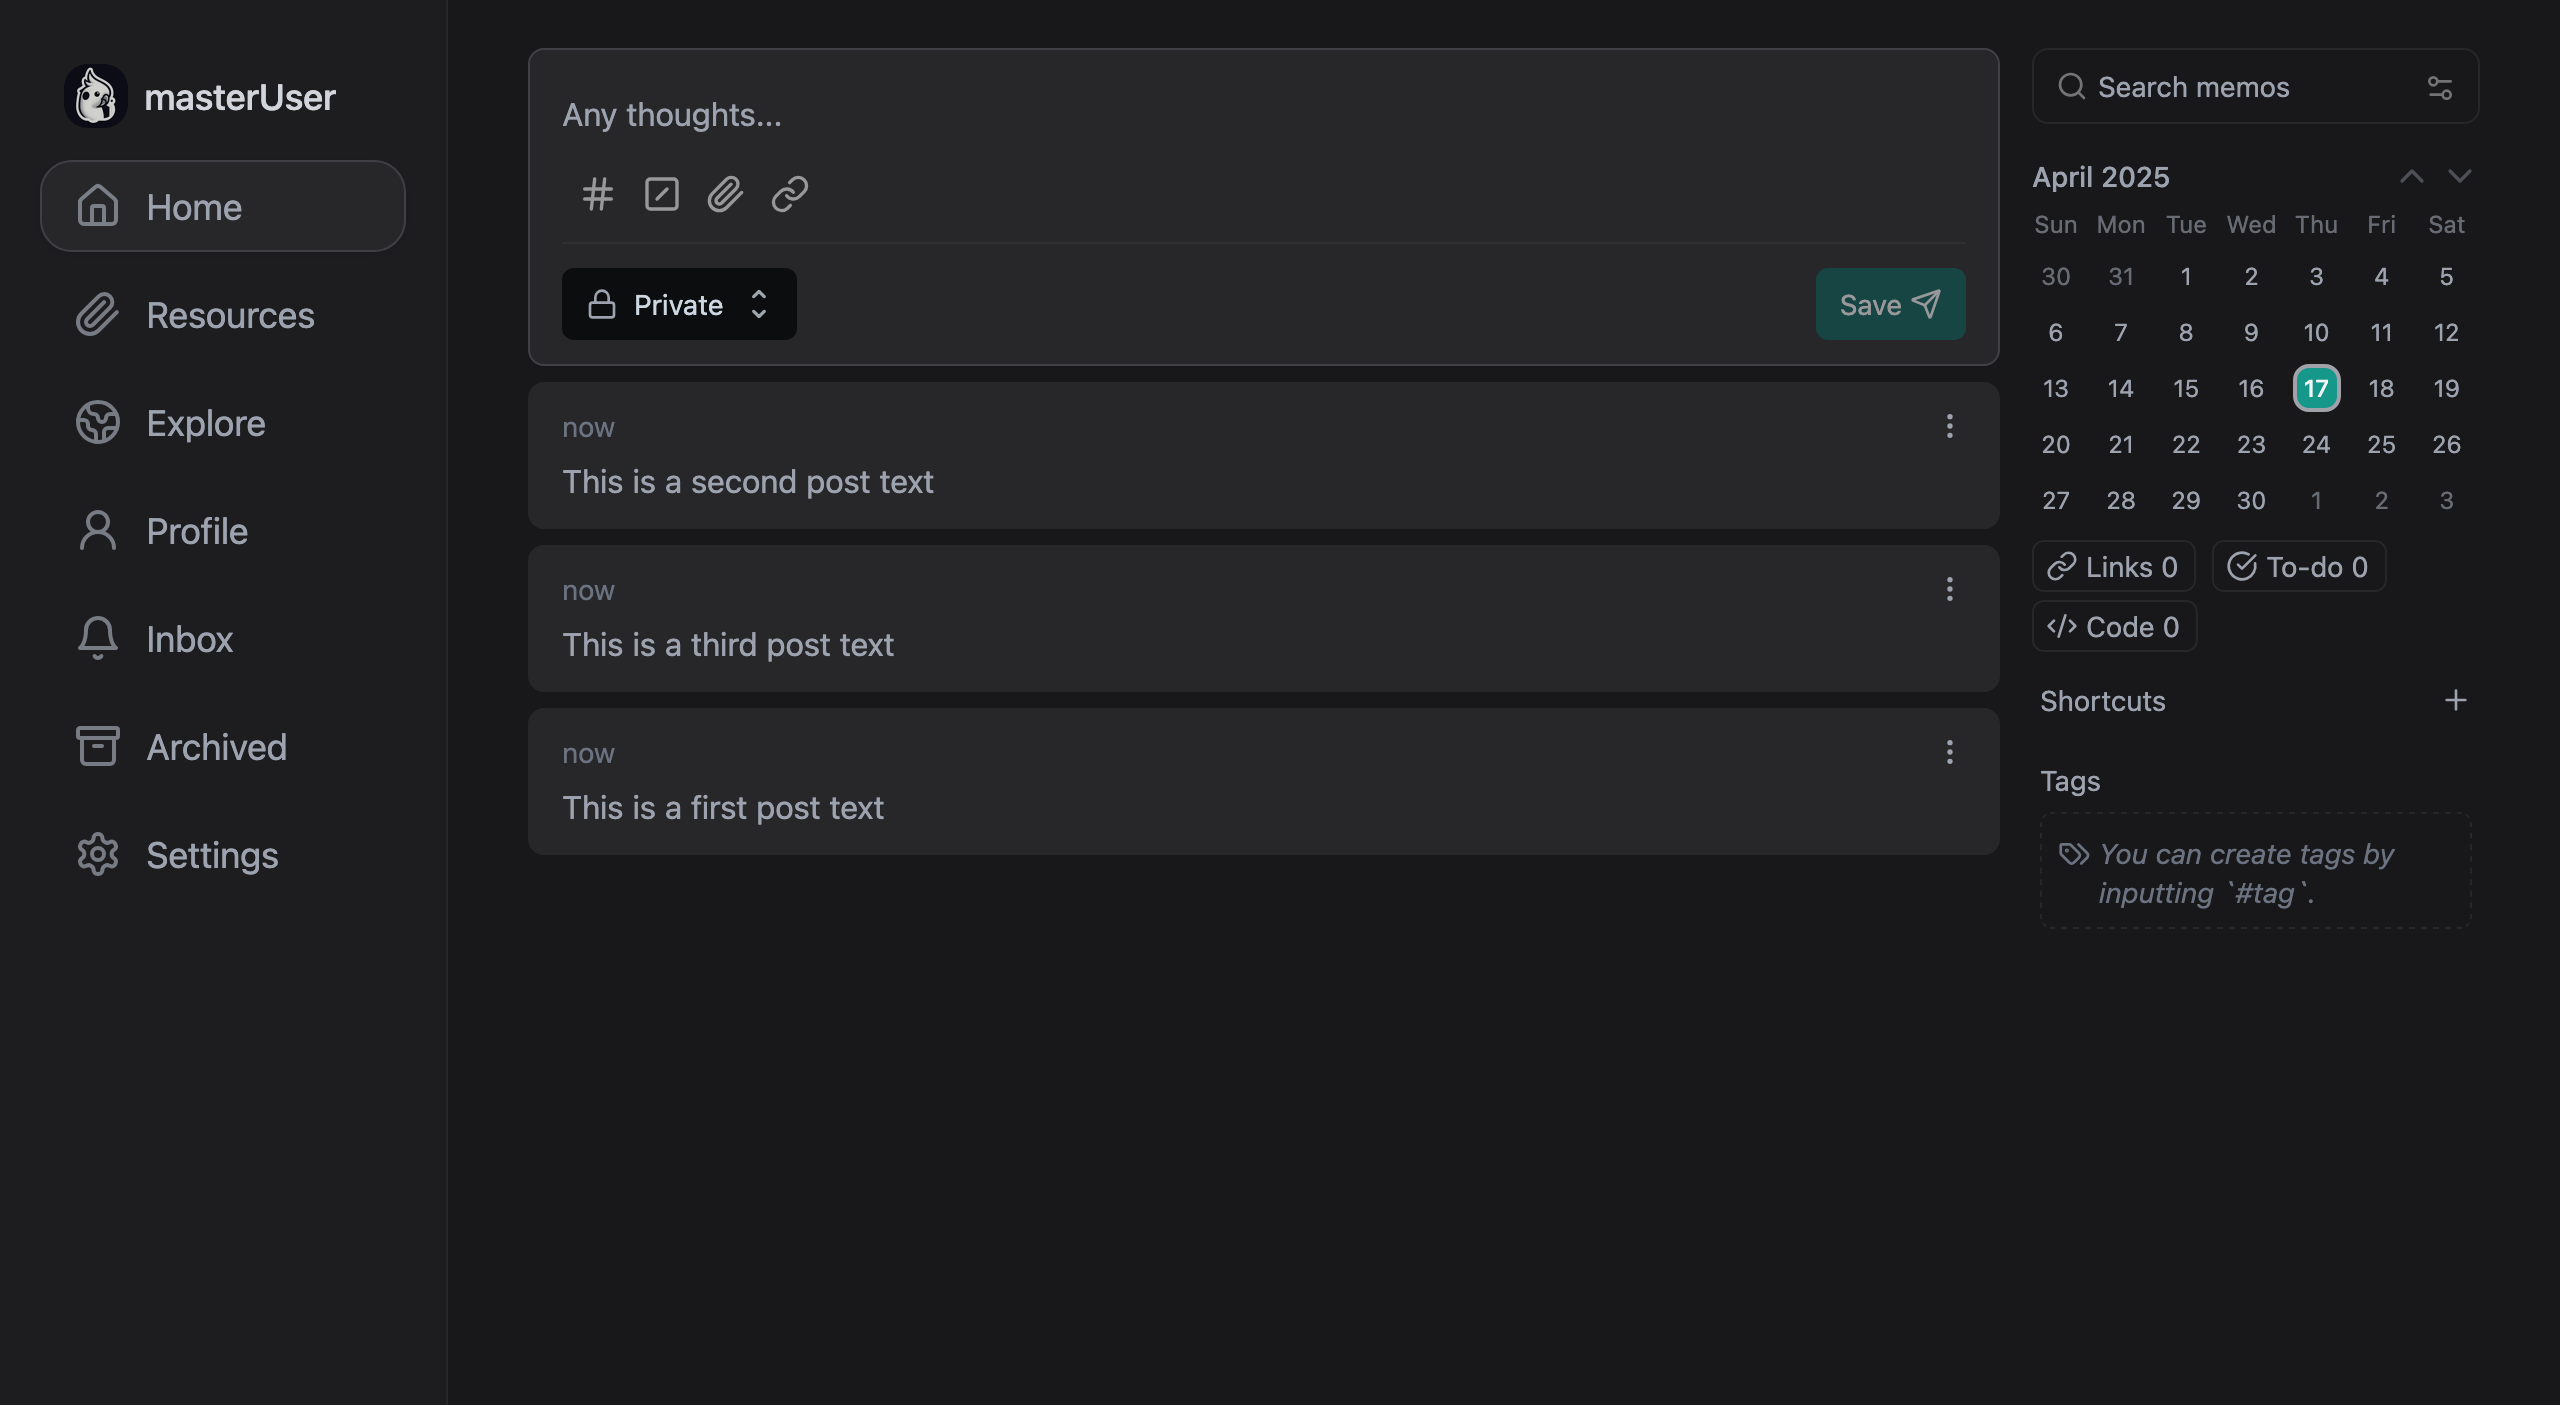 masterUser
Home
Resources
Explore
Profile
Inbox
Archived
Settings
Any thoughts...
Private
Save
now
This is a second post text
now
This is a third post text
now
This is a first post text
Search memos
April 2025
Sun Mon Tue Wed Thu Fri Sat
30 31 1 2 3 4 5
6 7 8 9 10 11 12
13 14 15 16 17 18 19
20 21 22 23 24 25 26
27 28 29 30 1 2 3
Links 0 To-do 0
Code 0
Shortcuts
Tags
You can create tags by
inputting `#tag`.